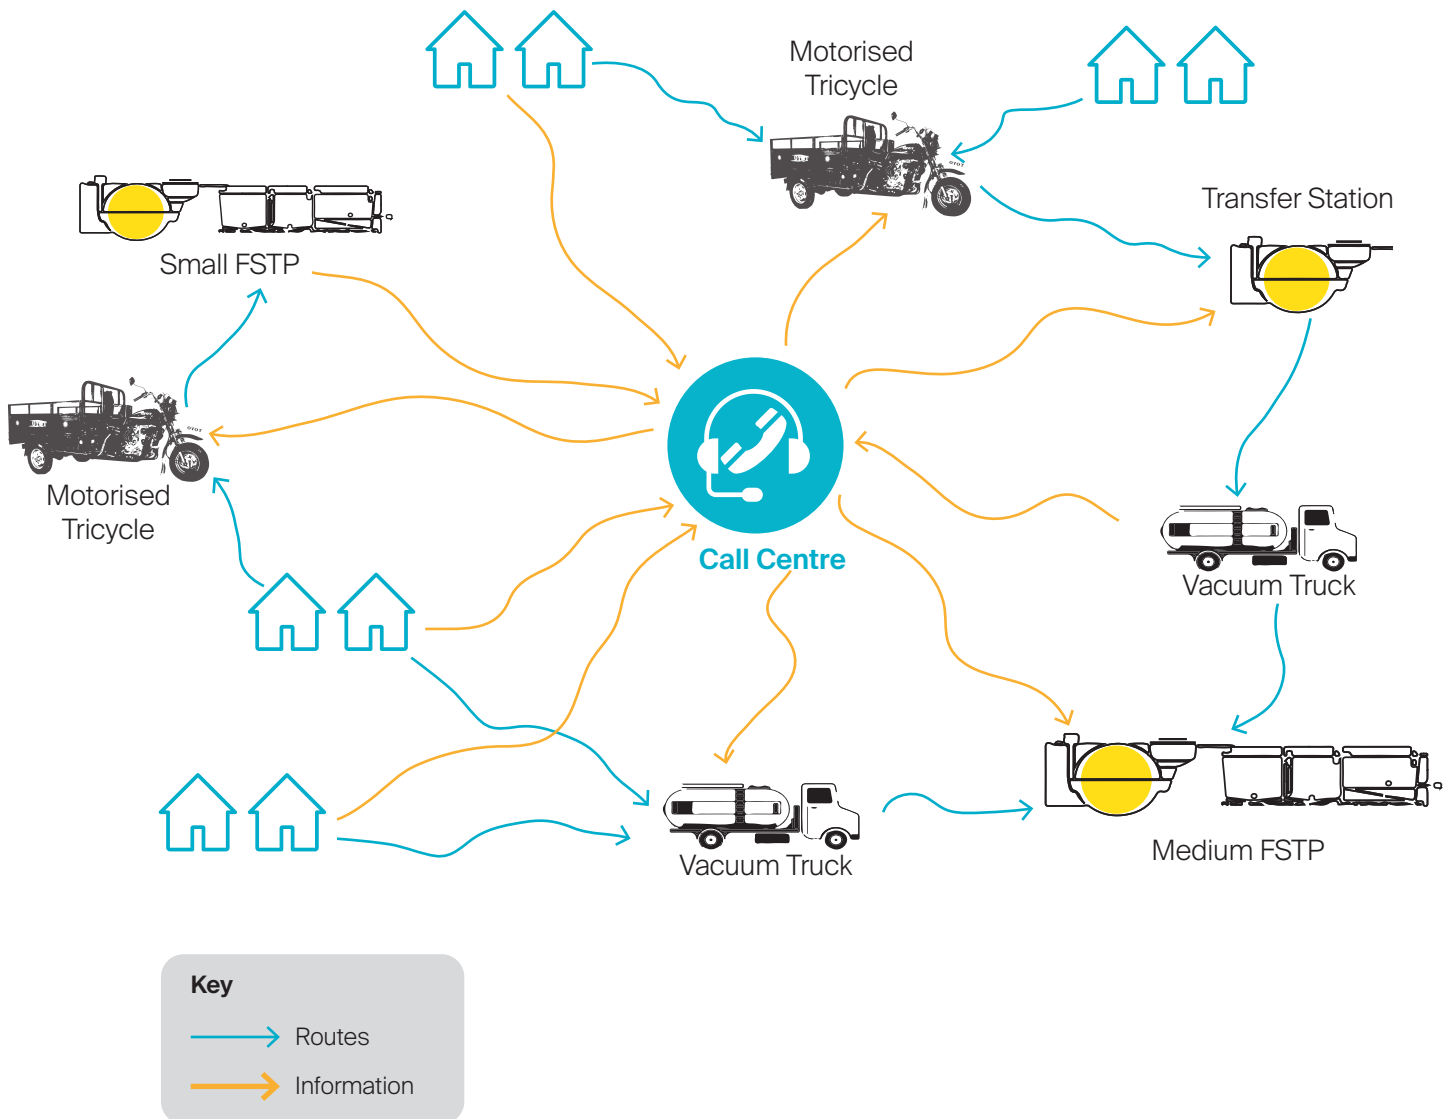 Motorised
Tricycle
Transfer Station
Small FSTP
Motorised
Tricycle
Call Centre
Vacuum Truck
Vacuum Truck
Medium FSTP
Key
Routes
Information